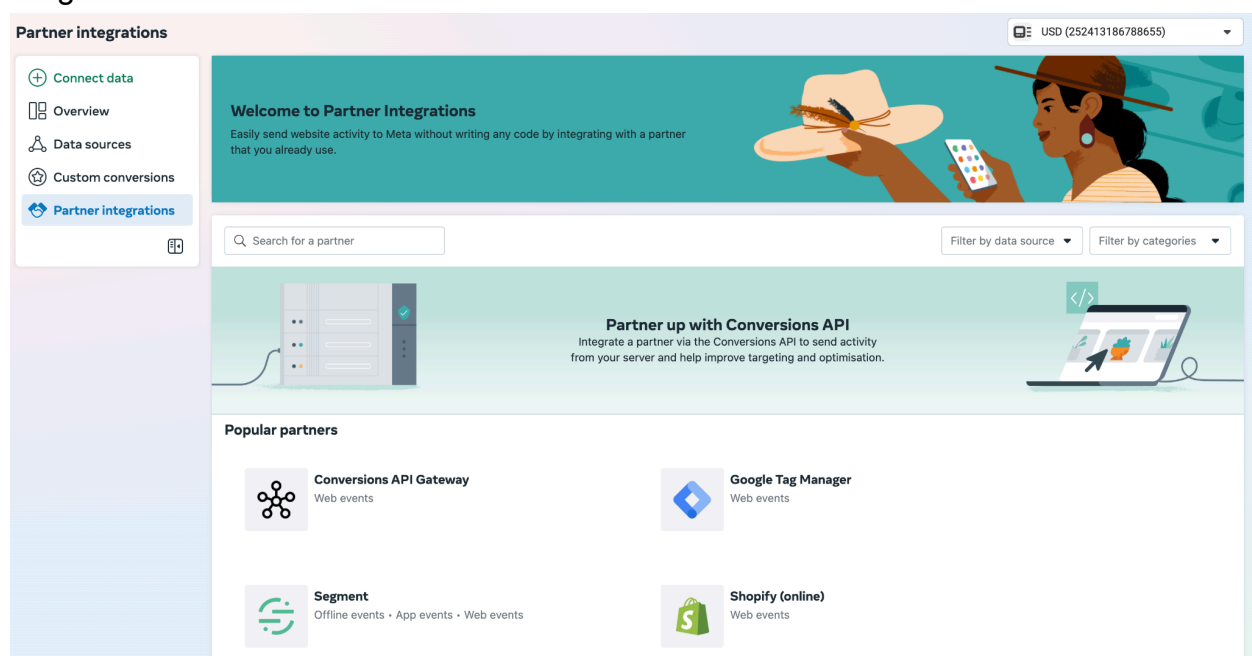 Partner integrations
USD (252413186788655)
Connect data
Overview
Data sources
Custom conversions
Partner integrations
Welcome to Partner Integrations
Easily send website activity to Meta without writing any code by integrating with a partner
that you already use.
Search for a partner
Filter by data source
Filter by categories
</>
Partner up with Conversions API
Integrate a partner via the Conversions API to send activity
from your server and help improve targeting and optimisation.
Popular partners
Conversions API Gateway
Web events
Google Tag Manager
Web events
Segment
Offline events • App events • Web events
Shopify (online)
Web events